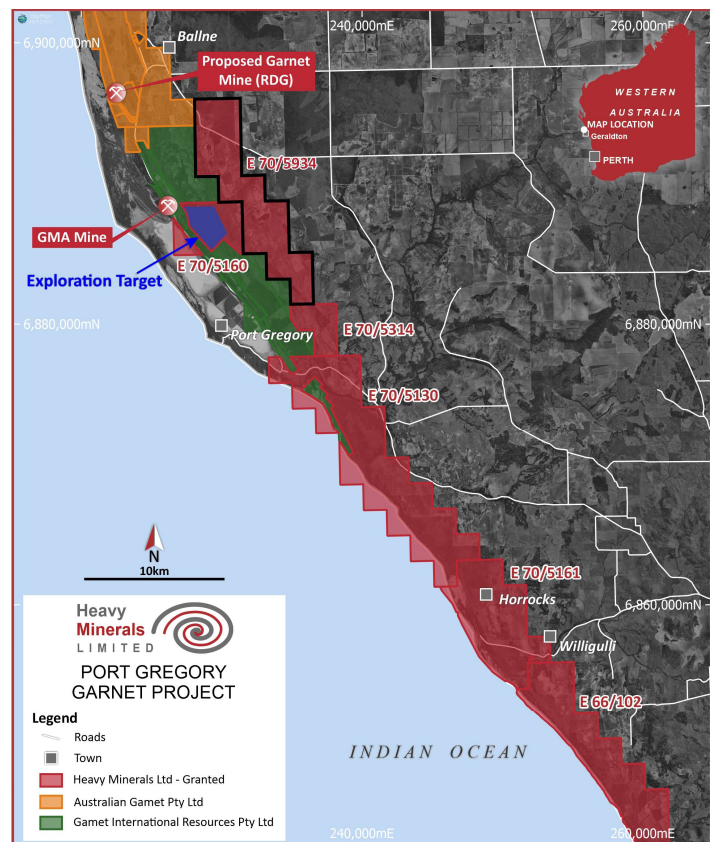 240,000mE
260,000mE
6,900,000mN
Ballne
Proposed Garnet
Mine (RDG)
WESTERN
AUSTRALIA
MAP LOCATION
Geraldton
PERTH
E 70/5934
GMA Mine
E 70/5160
Exploration Target
6,880,000mN
Port Gregory
E 70/5314
6,880,000mN
E 70/5130
N
10km
E 70/5161
Horrocks
6,860,000mN
Willigulli
E 66/102
Heavy
Minerals
LIMITED
PORT GREGORY
GARNET PROJECT
Legend
Roads
Town
Heavy Minerals Ltd - Granted
Australian Gamet Pty Ltd
Gamet International Resources Pty Ltd
INDIAN OCEAN
240,000mE
260,000mE